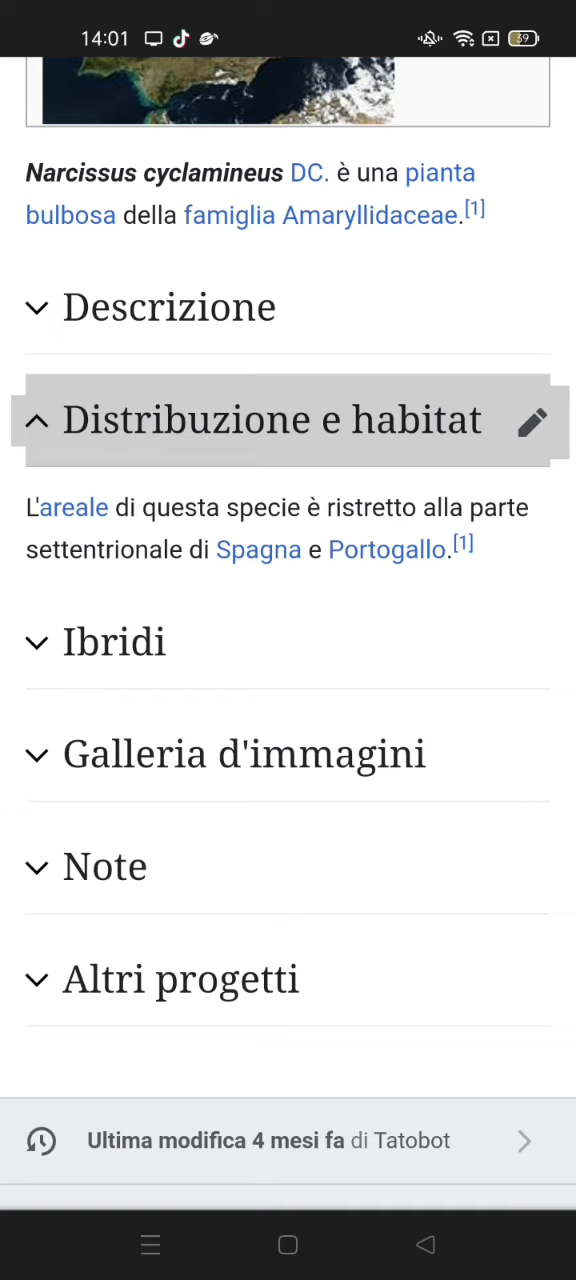 14:01
39
Narcissus cyclamineus DC. è una pianta
bulbosa della famiglia Amaryllidaceae.[1]
Descrizione
Distribuzione e habitat
L'areale di questa specie è ristretto alla parte
settentrionale di Spagna e Portogallo.[1]
Ibridi
Galleria d'immagini
Note
Altri progetti
Ultima modifica 4 mesi fa di Tatobot